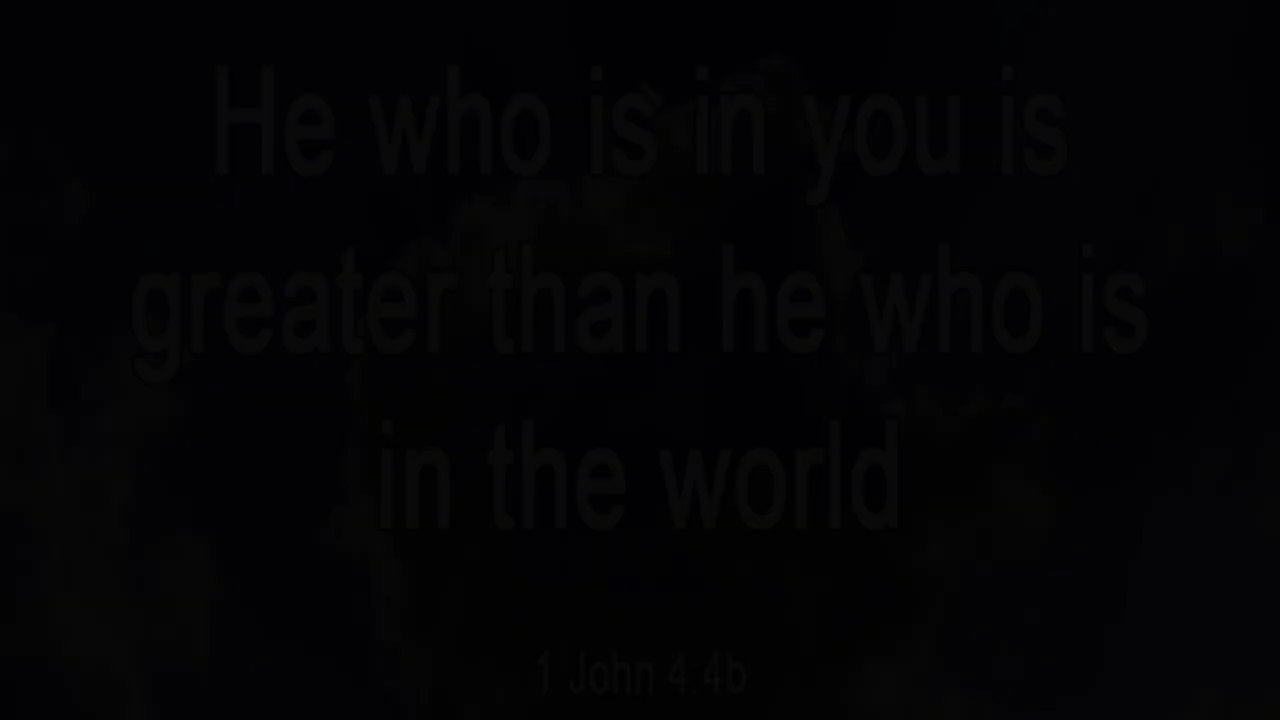 He who is in you is
greater than he who is
in the world
1 John 4:4b